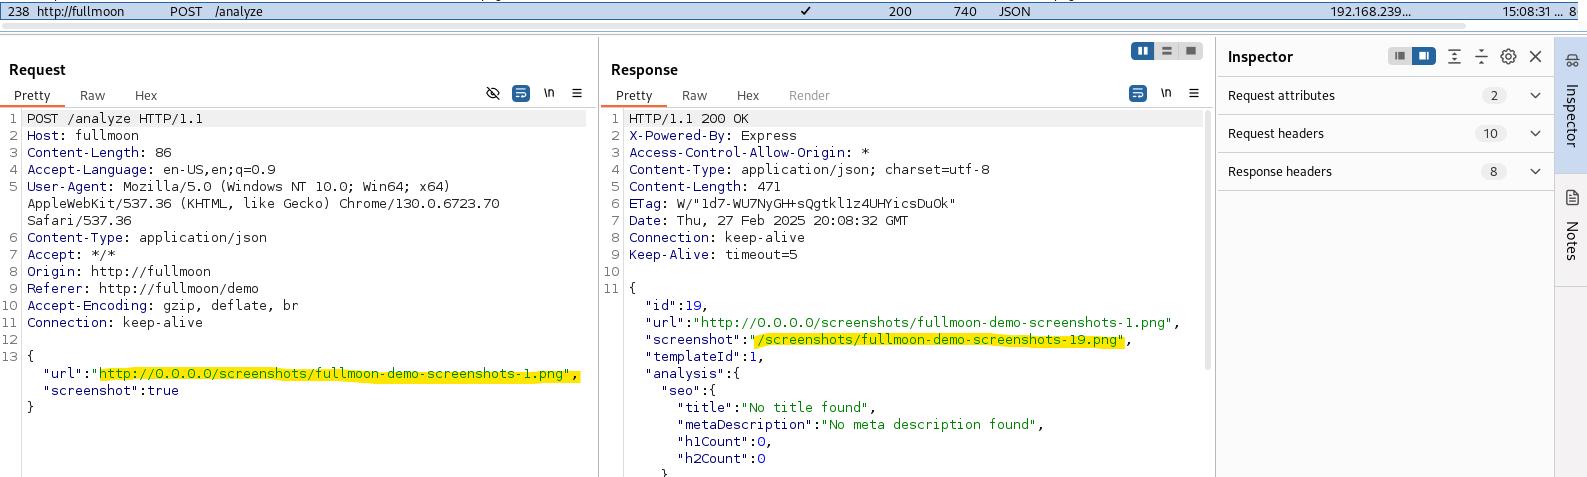 238 http://fullmoon POST /analyze ✓ 200 740 JSON 192.168.239... 15:08:31 ... 8
Request
Pretty Raw Hex
\n
1 POST /analyze HTTP/1.1
2 Host: fullmoon
3 Content-Length: 86
4 Accept-Language: en-US,en;q=0.9
5 User-Agent: Mozilla/5.0 (Windows NT 10.0; Win64; x64)
AppleWebKit/537.36 (KHTML, like Gecko) Chrome/130.0.6723.70
Safari/537.36
6 Content-Type: application/json
7 Accept: */*
8 Origin: http://fullmoon
9 Referer: http://fullmoon/demo
10 Accept-Encoding: gzip, deflate, br
11 Connection: keep-alive
12
13 {
"url":"http://0.0.0.0/screenshots/fullmoon-demo-screenshots-1.png",
"screenshot":true
}
Response
Pretty Raw Hex Render
\n
1 HTTP/1.1 200 OK
2 X-Powered-By: Express
3 Access-Control-Allow-Origin: *
4 Content-Type: application/json; charset=utf-8
5 Content-Length: 471
6 ETag: W/"1d7-WU7NyGH+sQgtkl1z4UHYicsDuOk"
7 Date: Thu, 27 Feb 2025 20:08:32 GMT
8 Connection: keep-alive
9 Keep-Alive: timeout=5
10
11 {
"id":19,
"url":"http://0.0.0.0/screenshots/fullmoon-demo-screenshots-1.png",
"screenshot":"/screenshots/fullmoon-demo-screenshots-19.png",
"templateId":1,
"analysis":{
"seo":{
"title":"No title found",
"metaDescription":"No meta description found",
"h1Count":0,
"h2Count":0
}
Inspector
Request attributes 2
Request headers 10
Response headers 8
Inspector
Notes